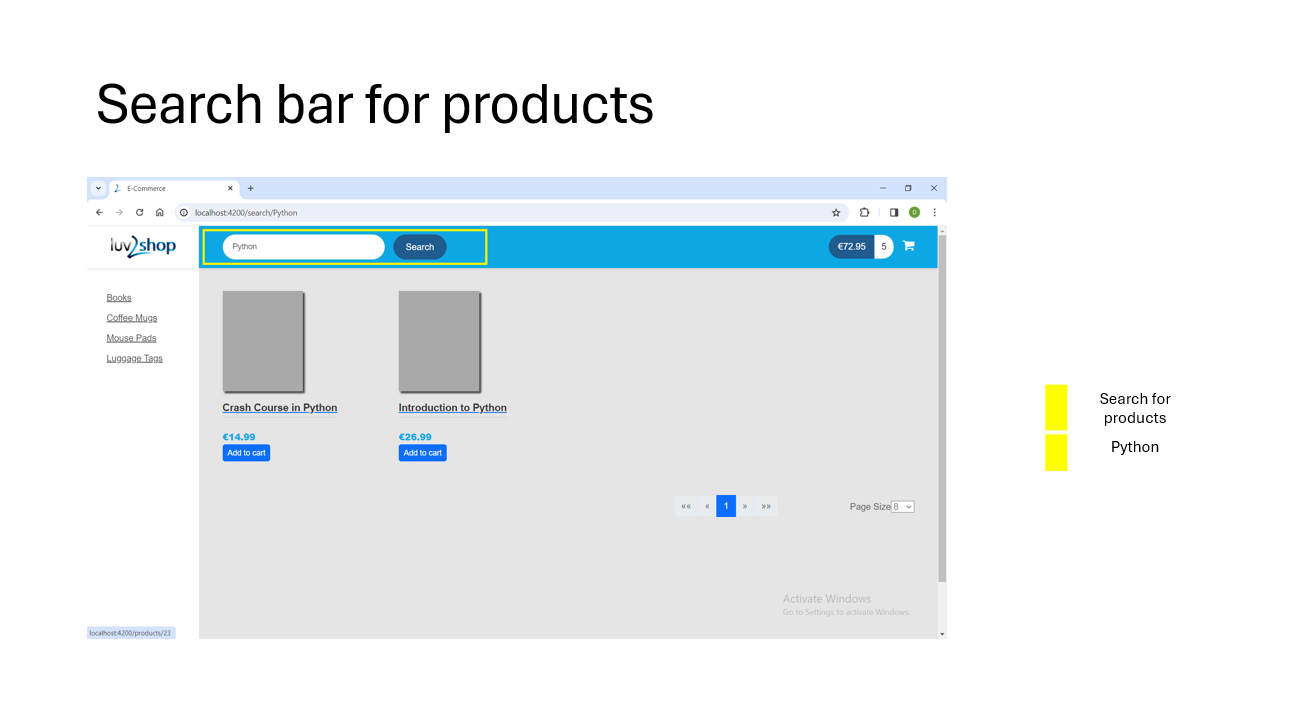 Search bar for products
E-Commerce
localhost:4200/search/Python
D
luv2shop
Python
Search
€72.95
5
Books
Coffee Mugs
Mouse Pads
Luggage Tags
Crash Course in Python
Introduction to Python
€14.99
€26.99
Add to cart
Add to cart
«« « 1 » »»
Page Size 8
Activate Windows
Go to Settings to activate Windows.
localhost:4200/products/23
Search for
products
Python